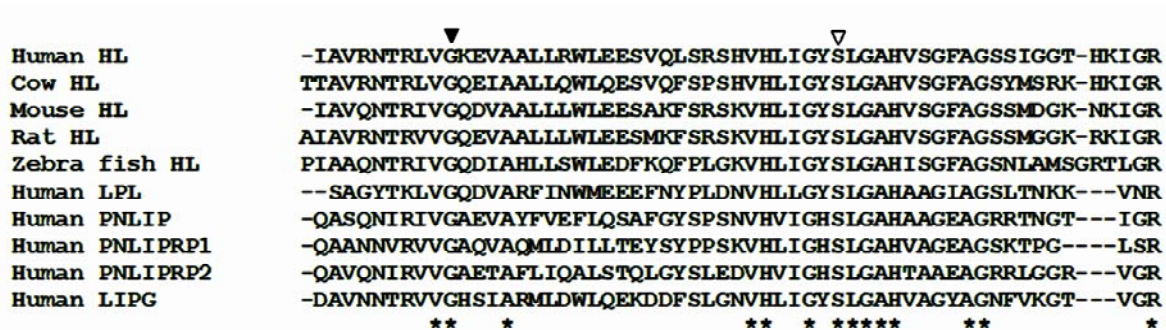 ▼ ▽
Human HL -IAVRNTRLVGKEVAALLRWLEESVQLSRSHVHLIGYSLGAHVSGFAGSSIGGT-HKIGR
Cow HL TTAVRNTRLVGQEIAALLQWLQESVQFSPSHVHLIGYSLGAHVSGFAGSYMSRK-HKIGR
Mouse HL -IAVQNTRIVGQDVAALLLWLEESAKFSRSKVHLIGYSLGAHVSGFAGSSMDGK-NKIGR
Rat HL AIAVRNTRVVGQEVAALLLWLEESMKFSRSKVHLIGYSLGAHVSGFAGSSMGGK-RKIGR
Zebra fish HL PIAAQNTRIVGQDIAHLLSWLEDFKQFPLGKVHLIGYSLGAHISGFAGSNLAMSGRTLGR
Human LPL --SAGYTKLVGQDVARFINWMEEEFNYPLDNVHLLGYSLGAHAAGIAGSLTNKK---VNR
Human PNLIP -QASQNIRIVGAEVAYFVEFLQSAFGYSPSNVHVIGHSLGAHAAGEAGRRTNGT---IGR
Human PNLIPRP1 -QAANNVRVVGAQVAQMLDILLTEYSYPPSKVHLIGHSLGAHVAGEAGSKTPG----LSR
Human PNLIPRP2 -QAVQNIRVVGAETAFLIQALSTQLGYSLEDVHVIGHSLGAHTAAEAGRRLGGR---VGR
Human LIPG -DAVNNTRVVGHSIARMLDWLQEKDDFSLGNVHLIGYSLGAHVAGYAGNFVKGT---VGR
** * ** * ***** ** *